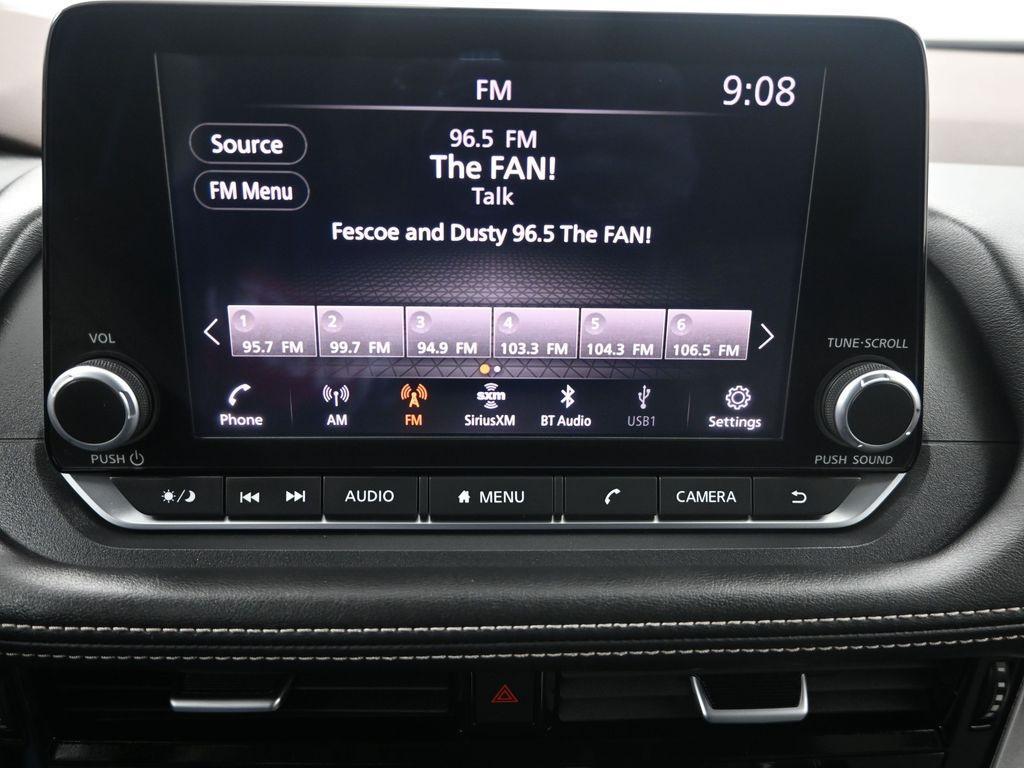 FM 9:08
Source
96.5 FM
The FAN!
FM Menu
Talk
Fescoe and Dusty 96.5 The FAN!
1 2 3 4 5 6
95.7 FM 99.7 FM 94.9 FM 103.3 FM 104.3 FM 106.5 FM
VOL
TUNE·SCROLL
sxm
Phone AM FM SiriusXM BT Audio USB1 Settings
PUSH
PUSH SOUND
AUDIO MENU CAMERA